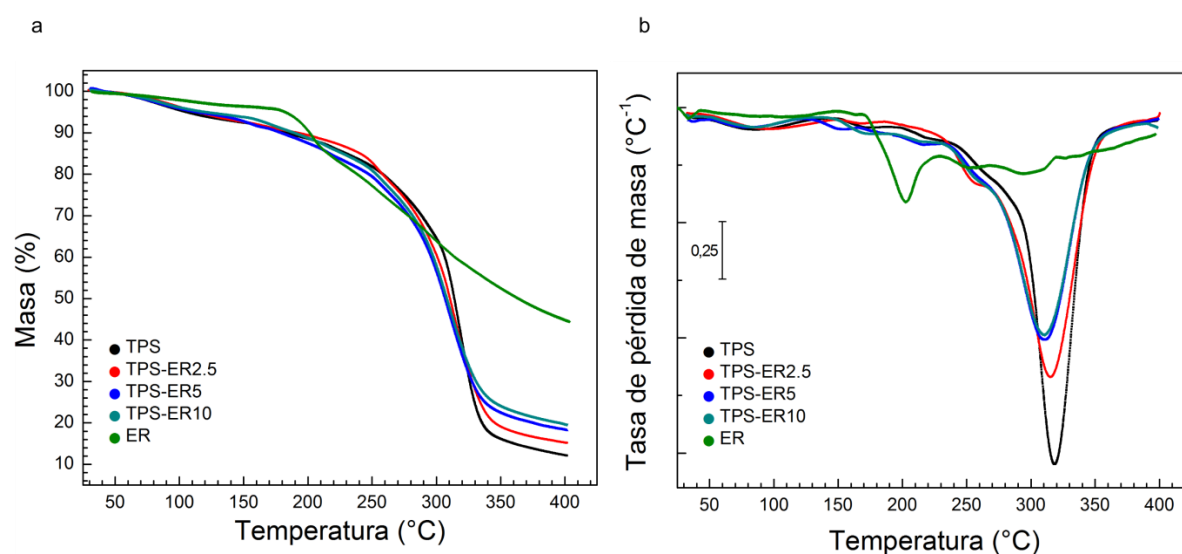 a
Masa (%)
100
90
80
70
60
50
40
30
20
10
TPS
TPS-ER2.5
TPS-ER5
TPS-ER10
ER
50 100 150 200 250 300 350 400
Temperatura (°C)
b
Tasa de pérdida de masa (°C⁻¹)
0,25
TPS
TPS-ER2.5
TPS-ER5
TPS-ER10
ER
50 100 150 200 250 300 350 400
Temperatura (°C)